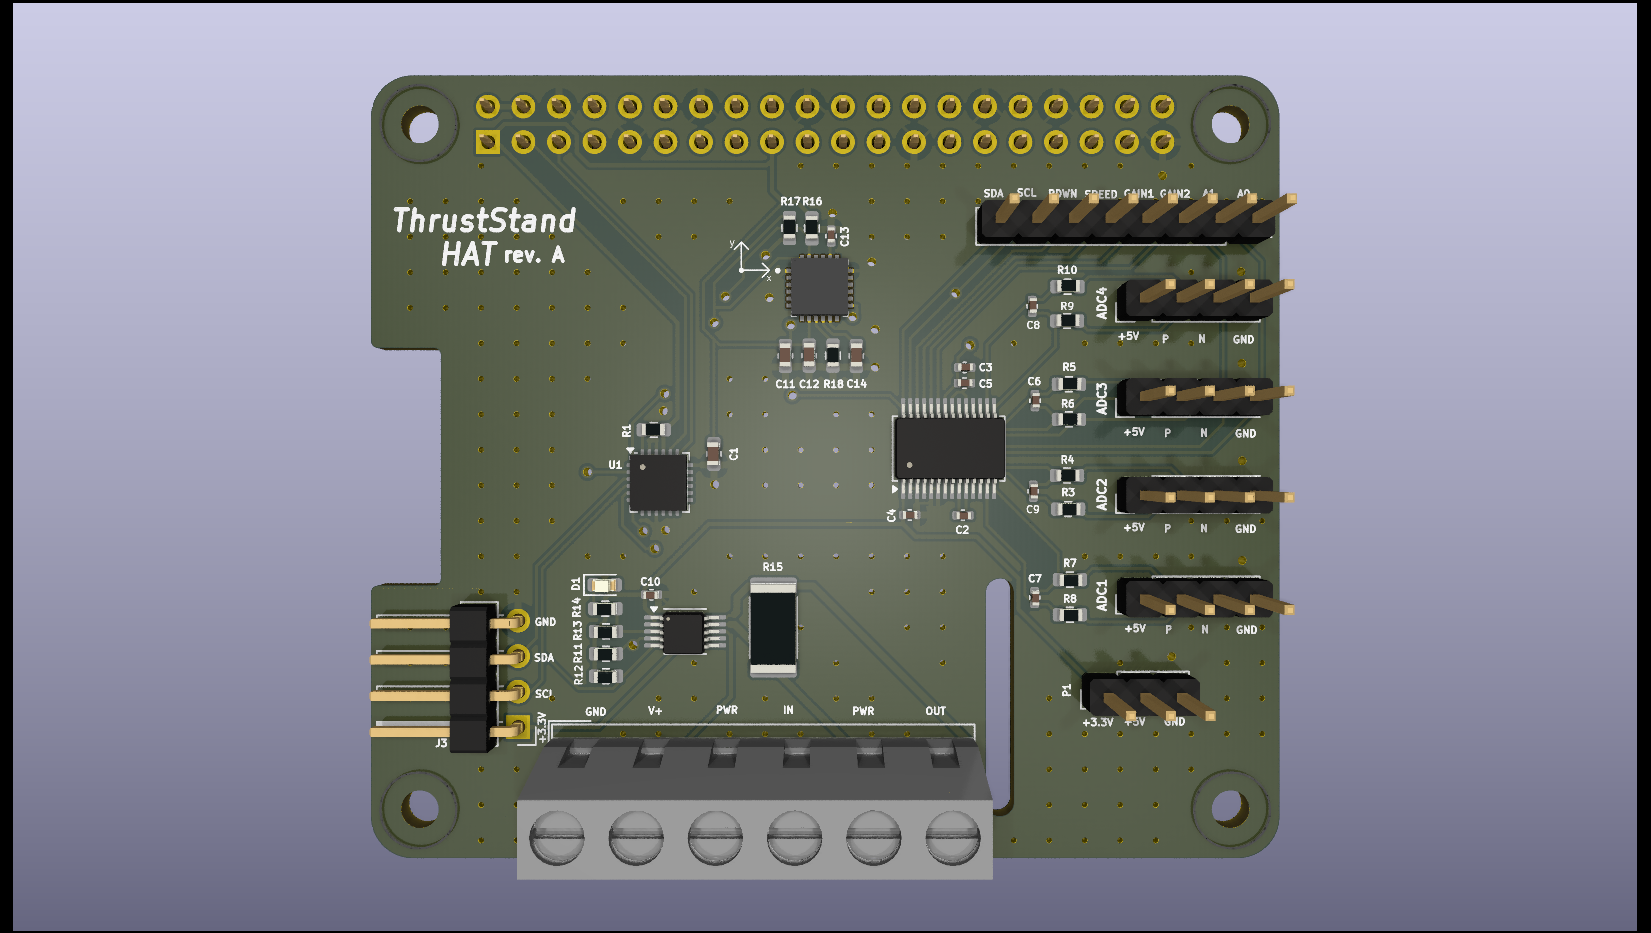 SDA SCL PDWN SPEED GAIN1 GAIN2 A1 A0
R17 R16
C13
ThrustStand
HAT rev. A
y
x
R10
R9
C8
ADC4
+5V P N GND
C11 C12 R18 C14
C3
C5
R5
C6
R6
ADC3
+5V P N GND
R1
U1
C1
R4
R3
C9
ADC2
+5V P N GND
C4
C2
R7
C7
R8
ADC1
+5V P N GND
R15
D1
C10
R14
R13
R11
R12
GND
SDA
SCL
+3.3V
J3
P1
+3.3V +5V GND
GND V+ PWR IN PWR OUT